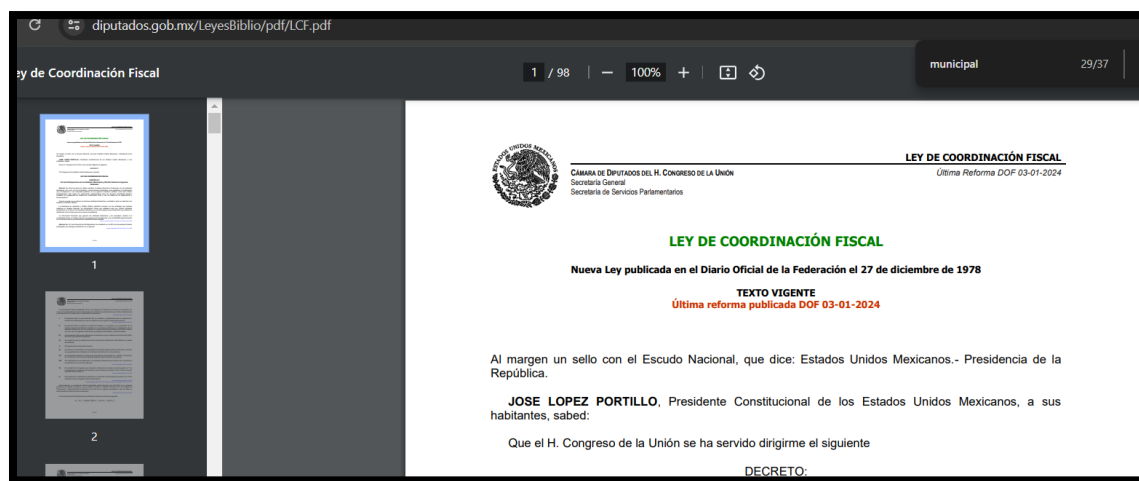 diputados.gob.mx/LeyesBiblio/pdf/LCF.pdf
ey de Coordinación Fiscal
1 / 98
100%
municipal
29/37
1
2
ESTADOS UNIDOS MEXICANOS
LEY DE COORDINACIÓN FISCAL
CÁMARA DE DIPUTADOS DEL H. CONGRESO DE LA UNIÓN
Última Reforma DOF 03-01-2024
Secretaría General
Secretaría de Servicios Parlamentarios
LEY DE COORDINACIÓN FISCAL
Nueva Ley publicada en el Diario Oficial de la Federación el 27 de diciembre de 1978
TEXTO VIGENTE
Última reforma publicada DOF 03-01-2024
Al margen un sello con el Escudo Nacional, que dice: Estados Unidos Mexicanos.- Presidencia de la
República.
JOSE LOPEZ PORTILLO, Presidente Constitucional de los Estados Unidos Mexicanos, a sus
habitantes, sabed:
Que el H. Congreso de la Unión se ha servido dirigirme el siguiente
DECRETO: